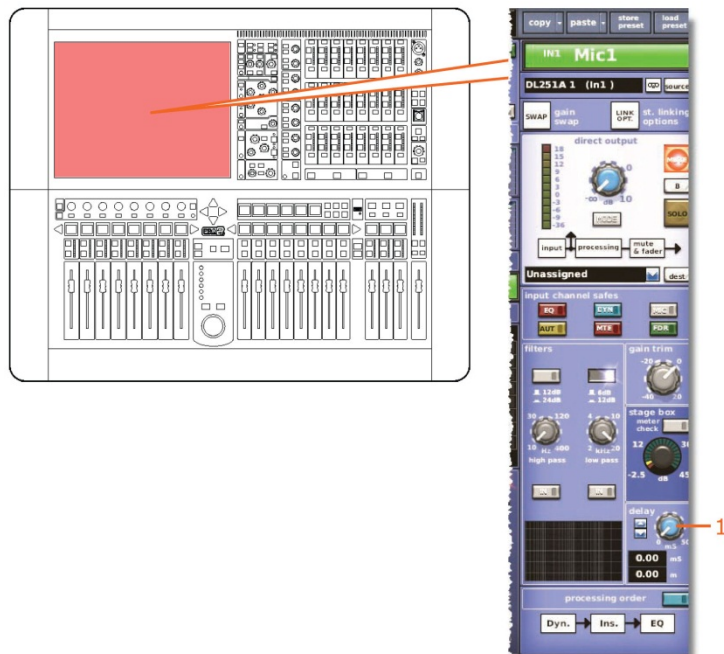 copy paste store preset load preset
IN1 Mic1
DL251A 1 (In1) source
SWAP gain swap LINK OPT. st. linking options
direct output
18
15
12
9
6
3
0
-3
-6
-9
-36
0
-∞ dB 10
B
SOLO
input processing mute & fader
Unassigned dest
input channel safes
EQ DYN
AUT MTR FDR
filters
12dB 24dB
6dB 12dB
30 120
10 Hz 400
high pass
4 10
2 kHz 20
low pass
gain trim
-20 0
-40 20
stage box
meter check
12 30
-2.5 dB 45
delay
0 mS 50
0.00 mS
0.00 m
1
processing order
Dyn. Ins. EQ